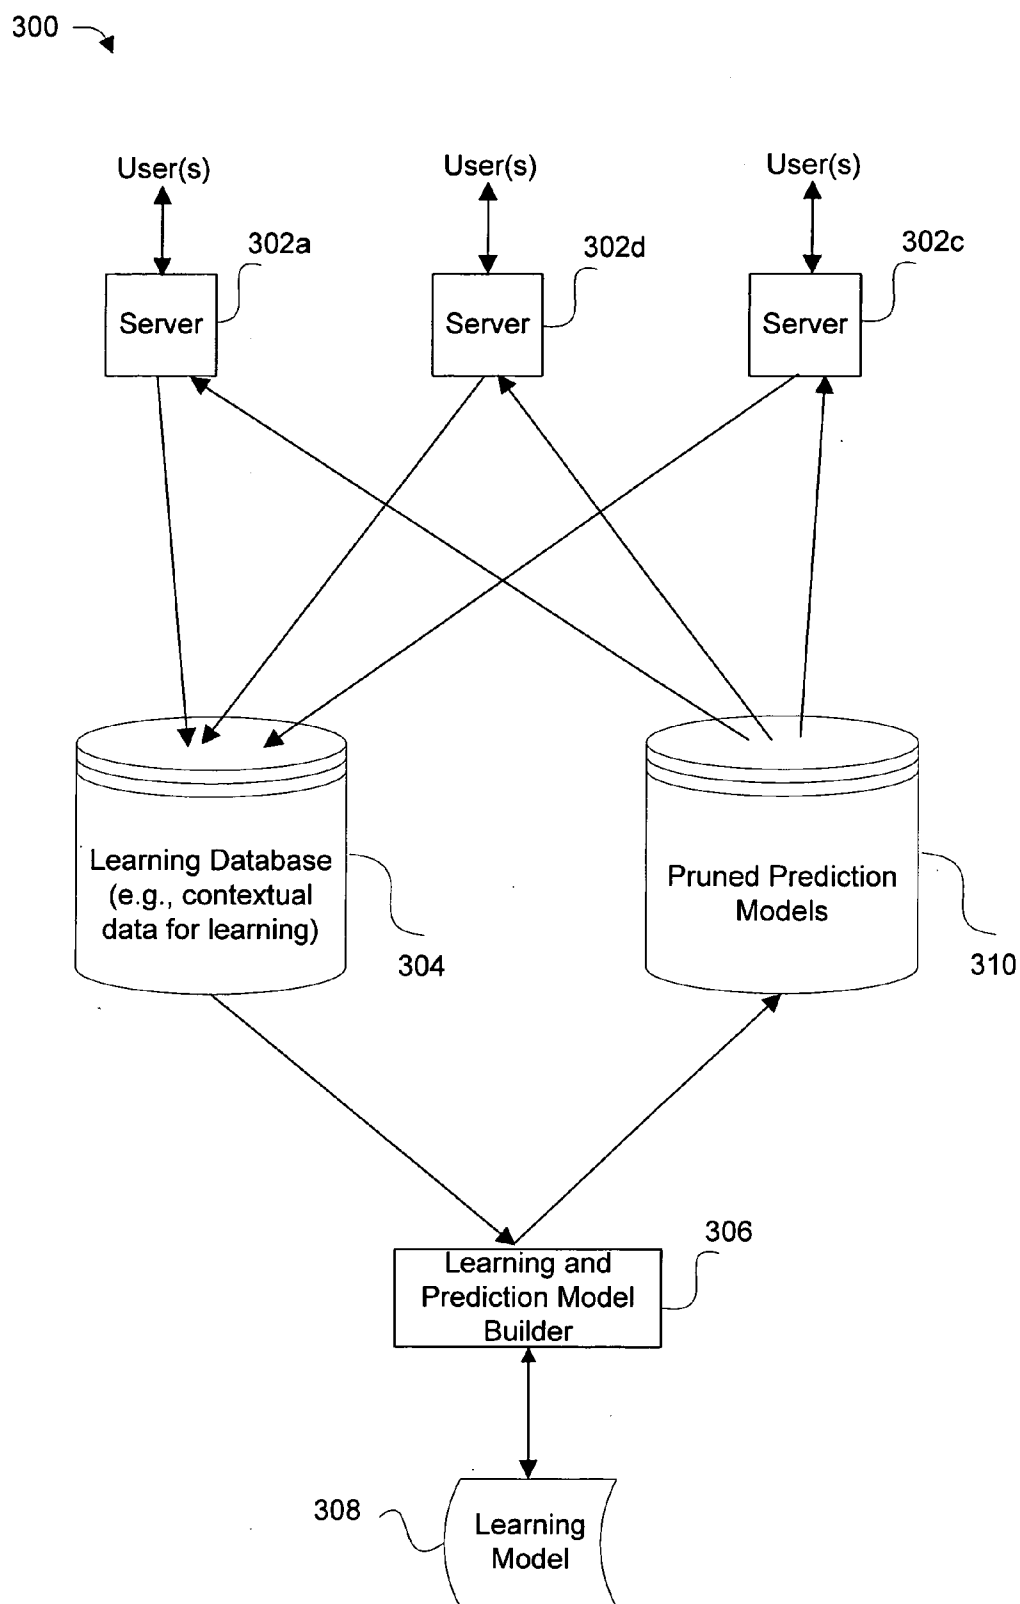 300
User(s)
User(s)
User(s)
302a
302d
302c
Server
Server
Server
Learning Database
(e.g., contextual
data for learning)
304
Pruned Prediction
Models
310
306
Learning and
Prediction Model
Builder
308
Learning
Model